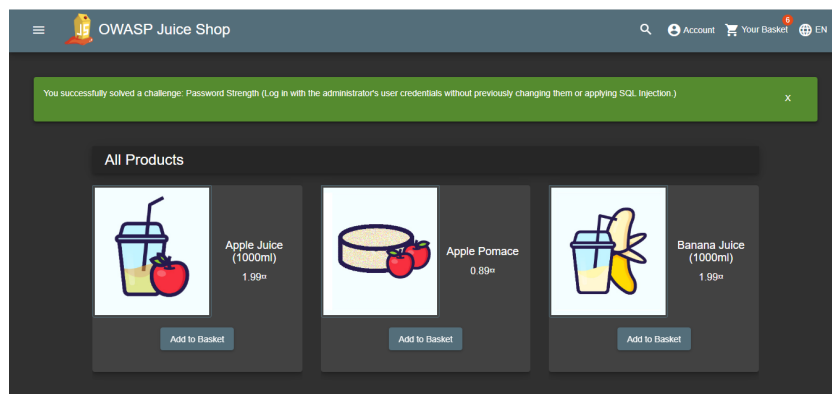 OWASP Juice Shop
Account
Your Basket
6
EN
You successfully solved a challenge: Password Strength (Log in with the administrator's user credentials without previously changing them or applying SQL Injection.)
X
All Products
Apple Juice
(1000ml)
1.99¤
Add to Basket
Apple Pomace
0.89¤
Add to Basket
Banana Juice
(1000ml)
1.99¤
Add to Basket